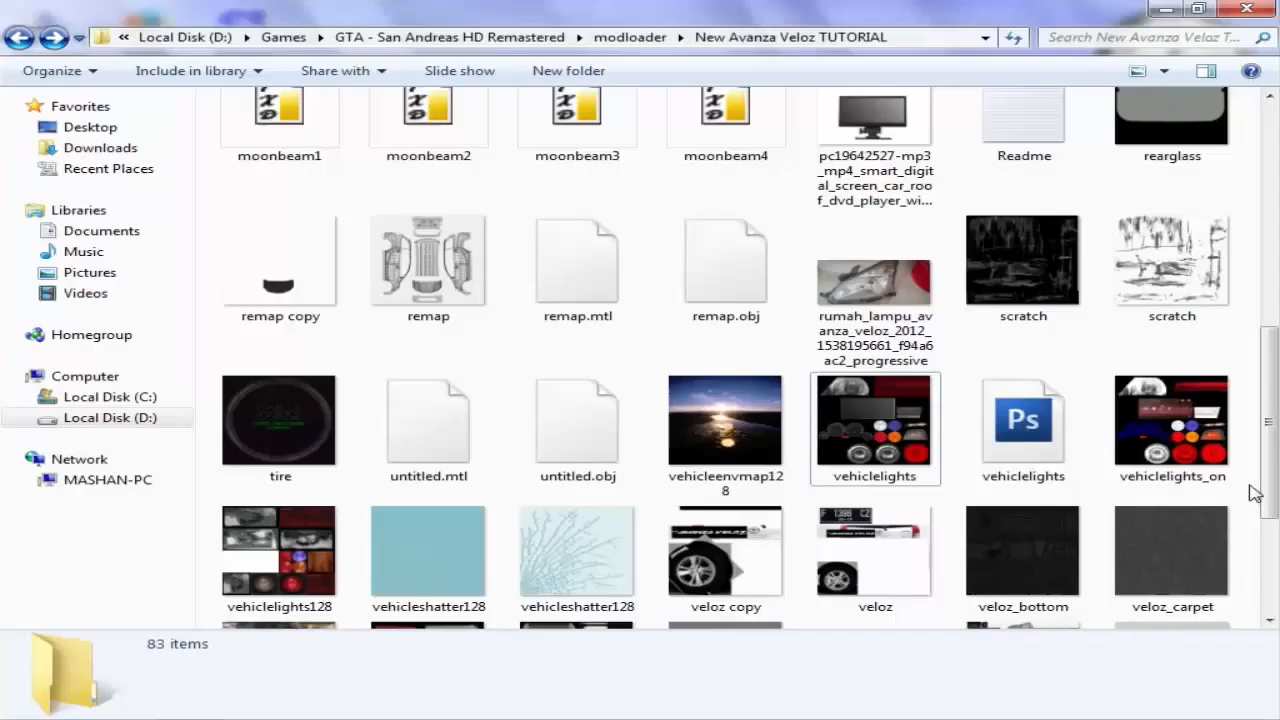 « Local Disk (D:) ▸ Games ▸ GTA - San Andreas HD Remastered ▸ modloader ▸ New Avanza Veloz TUTORIAL
Search New Avanza Veloz T...
Organize Include in library Share with Slide show New folder
Favorites
Desktop
Downloads
Recent Places
Libraries
Documents
Music
Pictures
Videos
Homegroup
Computer
Local Disk (C:)
Local Disk (D:)
Network
MASHAN-PC
moonbeam1
moonbeam2
moonbeam3
moonbeam4
pc19642527-mp3
_mp4_smart_digit
al_screen_car_roo
f_dvd_player_wi...
Readme
rearglass
remap copy
remap
remap.mtl
remap.obj
rumah_lampu_av
anza_veloz_2012_
1538195661_f94a6
ac2_progressive
scratch
scratch
tire
untitled.mtl
untitled.obj
vehicleenvmap12
8
vehiclelights
Ps
vehiclelights
vehiclelights_on
vehiclelights128
vehicleshatter128
vehicleshatter128
veloz copy
veloz
veloz_bottom
veloz_carpet
83 items